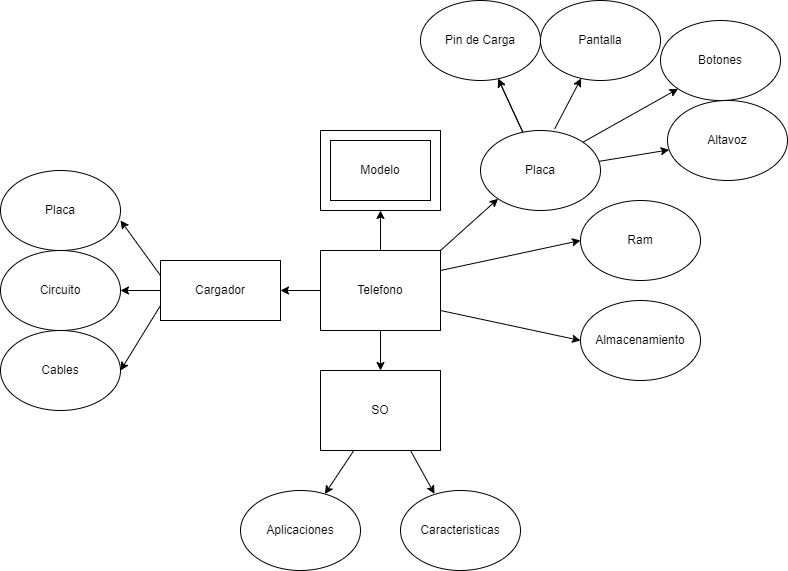 Pin de Carga
Pantalla
Botones
Altavoz
Modelo
Placa
Placa
Ram
Circuito
Cargador
Telefono
Almacenamiento
Cables
SO
Aplicaciones
Caracteristicas